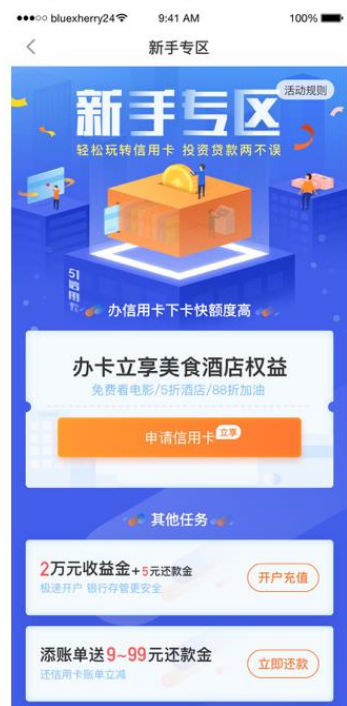 bluexherry24 9:41 AM 100%
新手专区
活动规则
新手专区
轻松玩转信用卡 投资贷款两不误
51信用卡
办信用卡下卡快额度高
办卡立享美食酒店权益
免费看电影/5折酒店/88折加油
申请信用卡 立享
其他任务
2万元收益金+5元还款金
极速开户 银行存管更安全
开户充值
添账单送9~99元还款金
还信用卡账单立减
立即还款